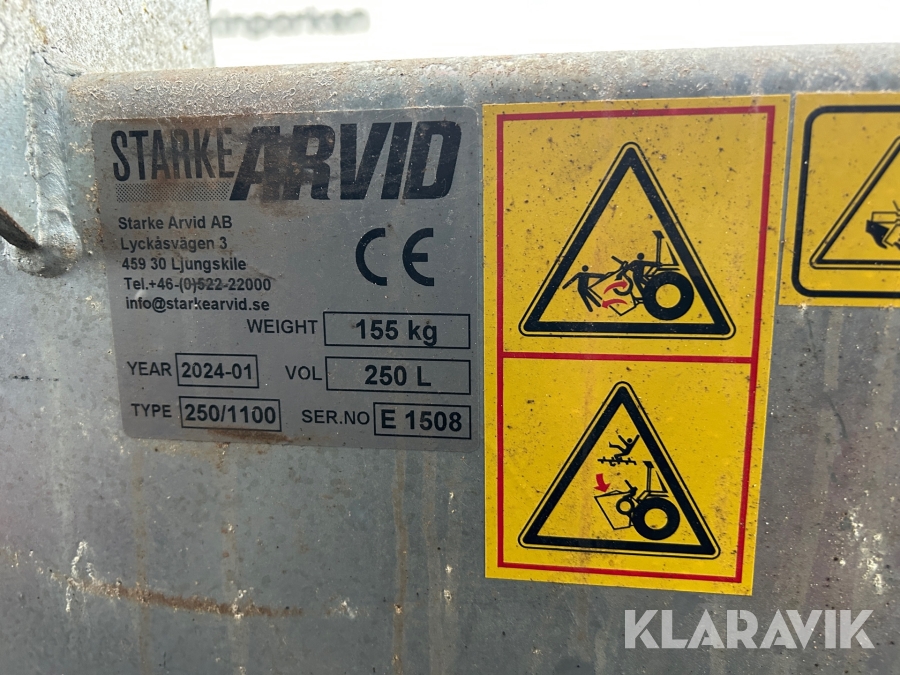 STARKE ARVID
Starke Arvid AB
Lyckåsvägen 3
459 30 Ljungskile
Tel.+46-(0)522-22000
info@starkearvid.se
CE
WEIGHT 155 kg
YEAR 2024-01 VOL 250 L
TYPE 250/1100 SER.NO E 1508
KLARAVIK